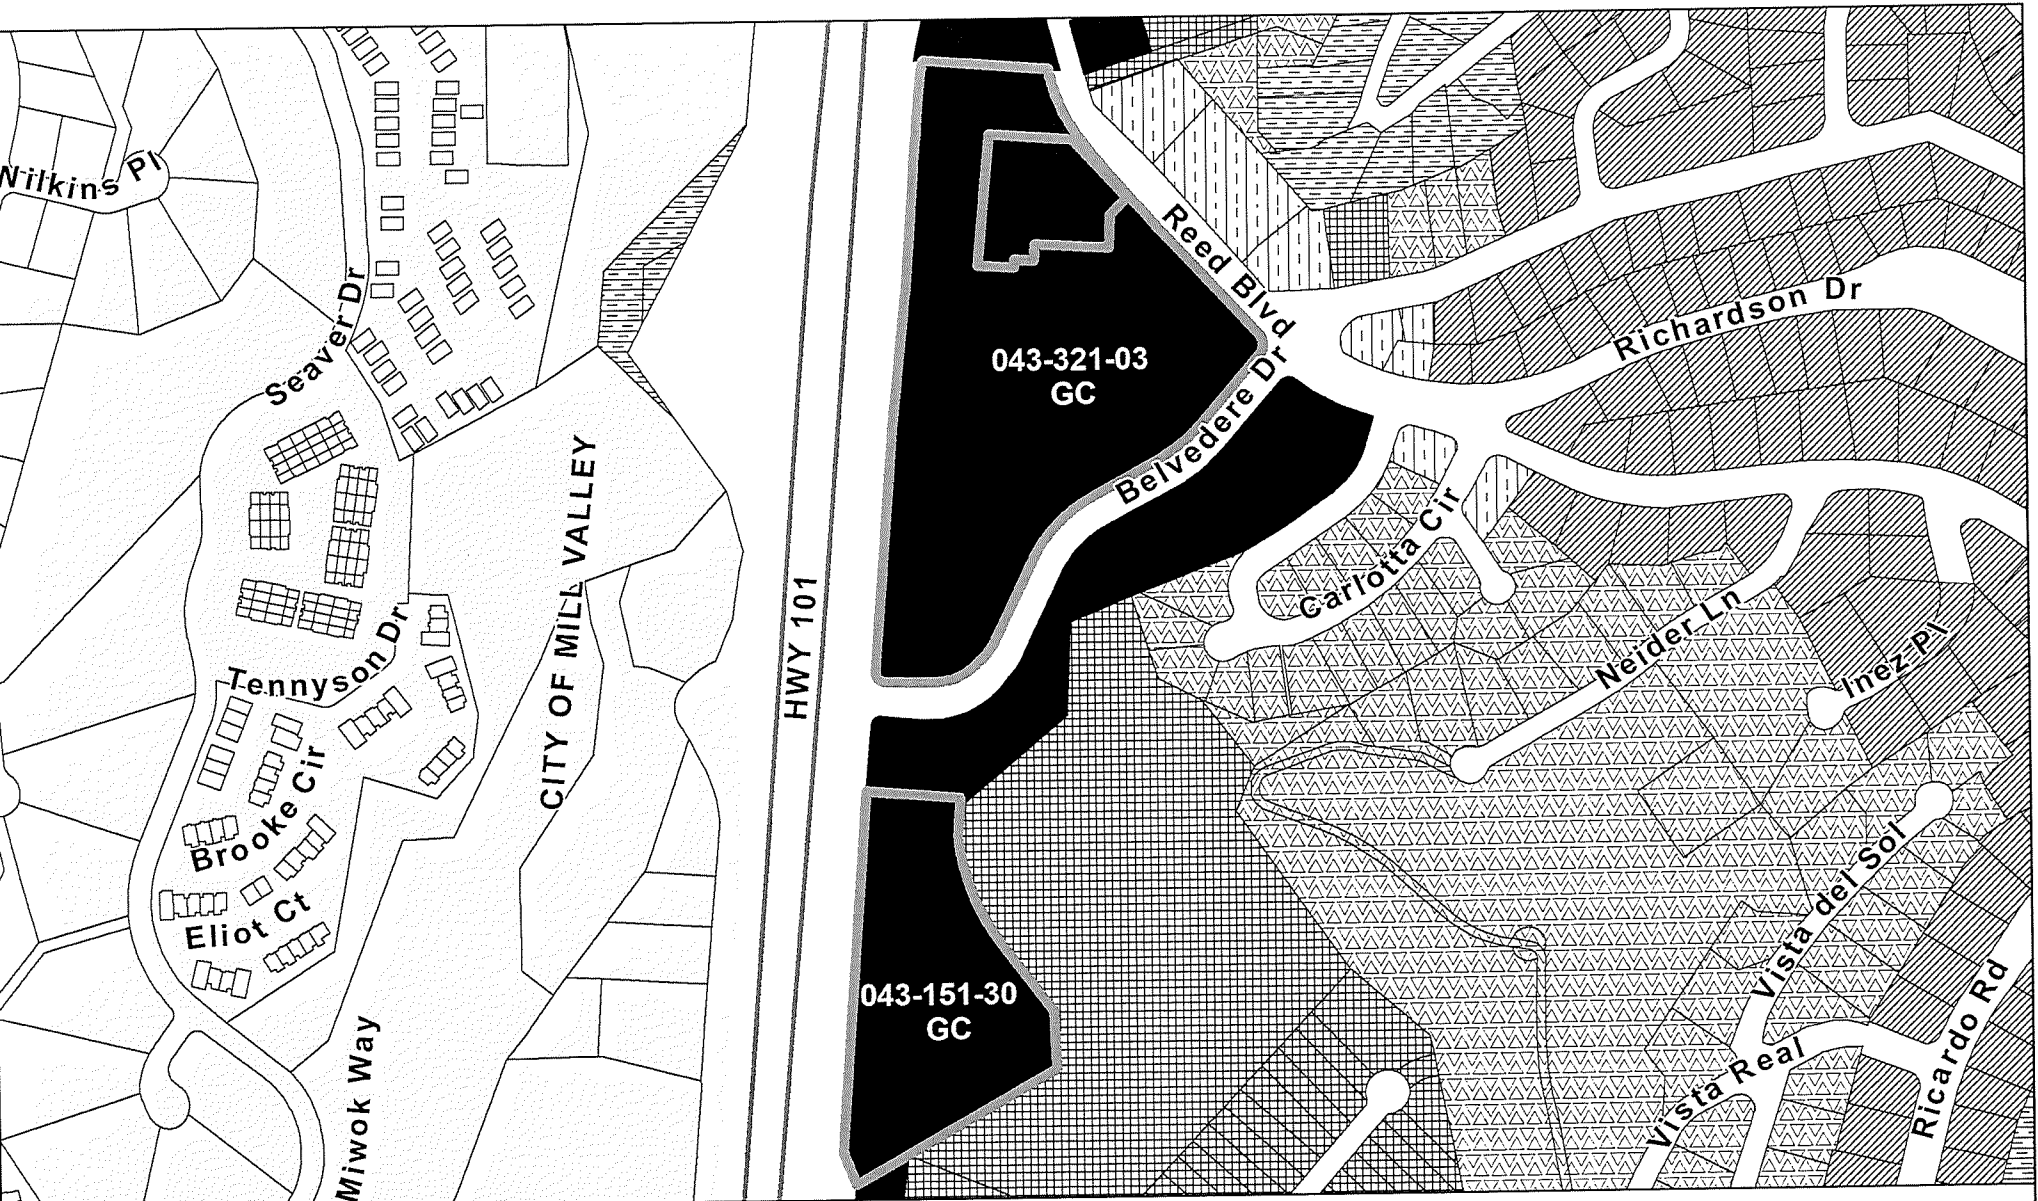 Wilkins Pl
Seaver Dr
Reed Blvd
Richardson Dr
043-321-03
GC
Belvedere Dr
CITY OF MILL VALLEY
HWY 101
Carlotta Cir
Neider Ln
Inez Pl
Tennyson Dr
Brooke Cir
Eliot Ct
Vista del Sol
043-151-30
GC
Miwok Way
Vista Real
Ricardo Rd